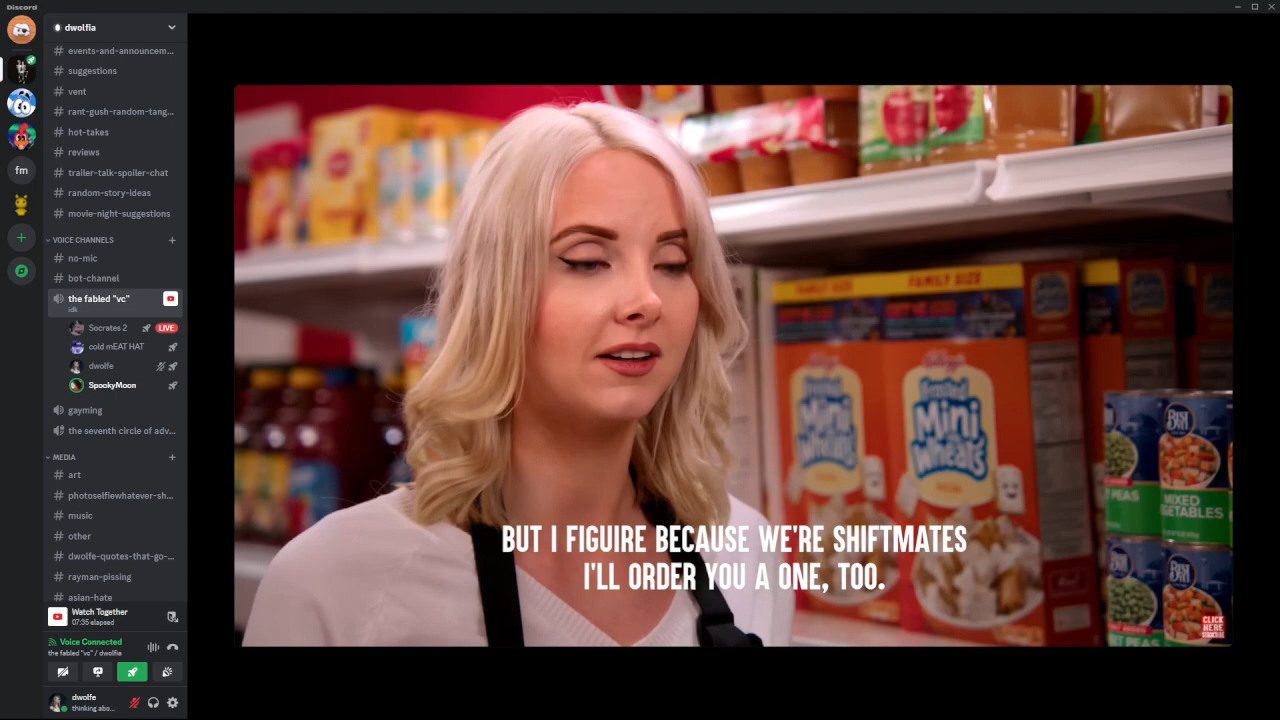 Discord
dwolfia
events-and-announcem...
suggestions
vent
rant-gush-random-tang...
hot-takes
reviews
trailer-talk-spoiler-chat
random-story-ideas
movie-night-suggestions
VOICE CHANNELS
no-mic
bot-channel
the fabled "vc"
idk
Socrates 2
LIVE
cold mEAT HAT
dwolfe
SpookyMoon
gayming
the seventh circle of adv...
MEDIA
art
photoselfiewhatever-sh...
music
other
dwolfe-quotes-that-go-...
rayman-pissing
asian-hate
Watch Together
07:35 elapsed
Voice Connected
the fabled "vc" / dwolfia
dwolfe
thinking abo...
fm
FAMILY SIZE
FAMILY SIZE
Kellogg's
Frosted
Mini
Wheats
Frosted
Mini
Wheats
PEAS
MIXED
VEGETABLES
BUT I FIGUIRE BECAUSE WE'RE SHIFTMATES
I'LL ORDER YOU A ONE, TOO.
CLICK
HERE